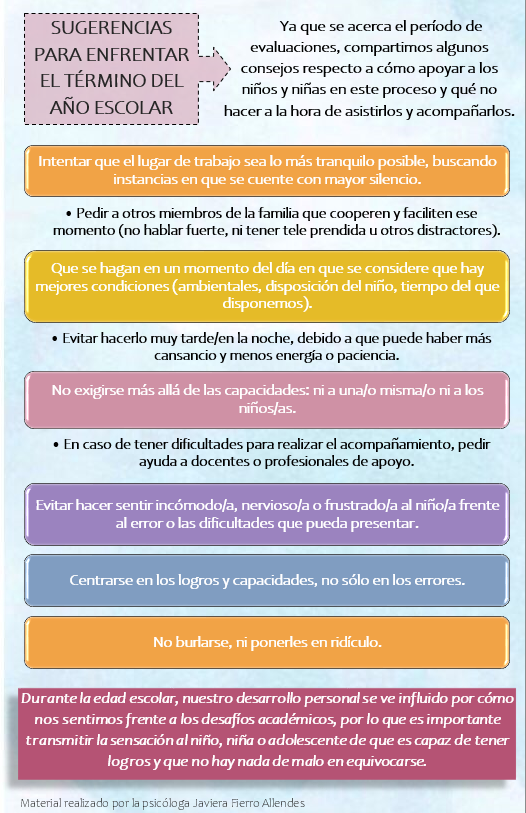 SUGERENCIAS
PARA ENFRENTAR
EL TÉRMINO DEL
AÑO ESCOLAR
Ya que se acerca el período de
evaluaciones, compartimos algunos
consejos respecto a cómo apoyar a los
niños y niñas en este proceso y qué no
hacer a la hora de asistirlos y acompañarlos.
Intentar que el lugar de trabajo sea lo más tranquilo posible, buscando
instancias en que se cuente con mayor silencio.
• Pedir a otros miembros de la familia que cooperen y faciliten ese
momento (no hablar fuerte, ni tener tele prendida u otros distractores).
Que se hagan en un momento del día en que se considere que hay
mejores condiciones (ambientales, disposición del niño, tiempo del que
disponemos).
• Evitar hacerlo muy tarde/en la noche, debido a que puede haber más
cansancio y menos energía o paciencia.
No exigirse más allá de las capacidades: ni a una/o misma/o ni a los
niños/as.
• En caso de tener dificultades para realizar el acompañamiento, pedir
ayuda a docentes o profesionales de apoyo.
Evitar hacer sentir incómodo/a, nervioso/a o frustrado/a al niño/a frente
al error o las dificultades que pueda presentar.
Centrarse en los logros y capacidades, no sólo en los errores.
No burlarse, ni ponerles en ridículo.
Durante la edad escolar, nuestro desarrollo personal se ve influido por cómo
nos sentimos frente a los desafíos académicos, por lo que es importante
transmitir la sensación al niño, niña o adolescente de que es capaz de tener
logros y que no hay nada de malo en equivocarse.
Material realizado por la psicóloga Javiera Fierro Allendes